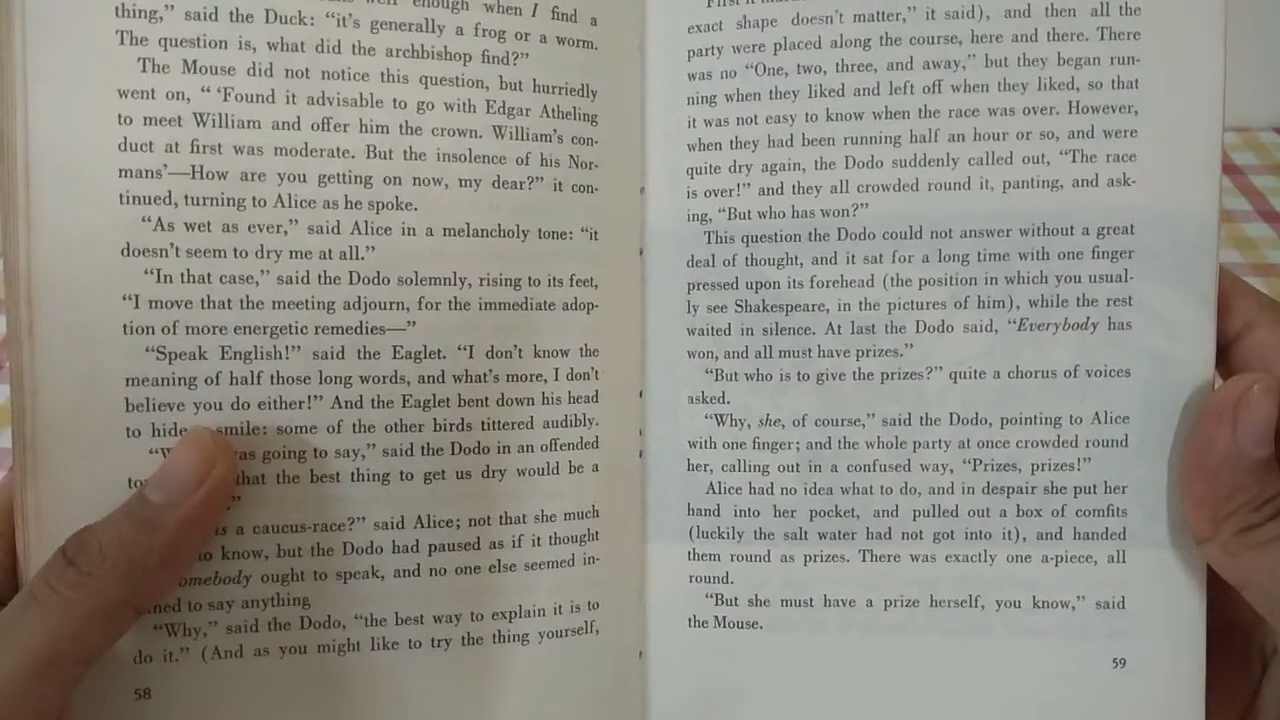 enough when I find a
thing," said the Duck: "it's generally a frog or a worm.
The question is, what did the archbishop find?"
The Mouse did not notice this question, but hurriedly
went on, " 'Found it advisable to go with Edgar Atheling
to meet William and offer him the crown. William's con-
duct at first was moderate. But the insolence of his Nor-
mans'—How are you getting on now, my dear?" it con-
tinued, turning to Alice as he spoke.
"As wet as ever," said Alice in a melancholy tone: "it
doesn't seem to dry me at all."
"In that case," said the Dodo solemnly, rising to its feet,
"I move that the meeting adjourn, for the immediate adop-
tion of more energetic remedies—"
"Speak English!" said the Eaglet. "I don't know the
meaning of half those long words, and what's more, I don't
believe you do either!" And the Eaglet bent down his head
to hide smile: some of the other birds tittered audibly.
going to say," said the Dodo in an offended
that the best thing to get us dry would be a
a caucus-race?" said Alice; not that she much
know, but the Dodo had paused as if it thought
ought to speak, and no one else seemed in-
to say anything
"Why," said the Dodo, "the best way to explain it is to
do it." (And as you might like to try the thing yourself,
58
exact shape doesn't matter," it said), and then all the
party were placed along the course, here and there. There
was no "One, two, three, and away," but they began run-
ning when they liked and left off when they liked, so that
it was not easy to know when the race was over. However,
when they had been running half an hour or so, and were
quite dry again, the Dodo suddenly called out, "The race
is over!" and they all crowded round it, panting, and ask-
ing, "But who has won?"
This question the Dodo could not answer without a great
deal of thought, and it sat for a long time with one finger
pressed upon its forehead (the position in which you usual-
ly see Shakespeare, in the pictures of him), while the rest
waited in silence. At last the Dodo said, "Everybody has
won, and all must have prizes."
"But who is to give the prizes?" quite a chorus of voices
asked.
"Why, she, of course," said the Dodo, pointing to Alice
with one finger; and the whole party at once crowded round
her, calling out in a confused way, "Prizes, prizes!"
Alice had no idea what to do, and in despair she put her
hand into her pocket, and pulled out a box of comfits
(luckily the salt water had not got into it), and handed
them round as prizes. There was exactly one a-piece, all
round.
"But she must have a prize herself, you know," said
the Mouse.
59